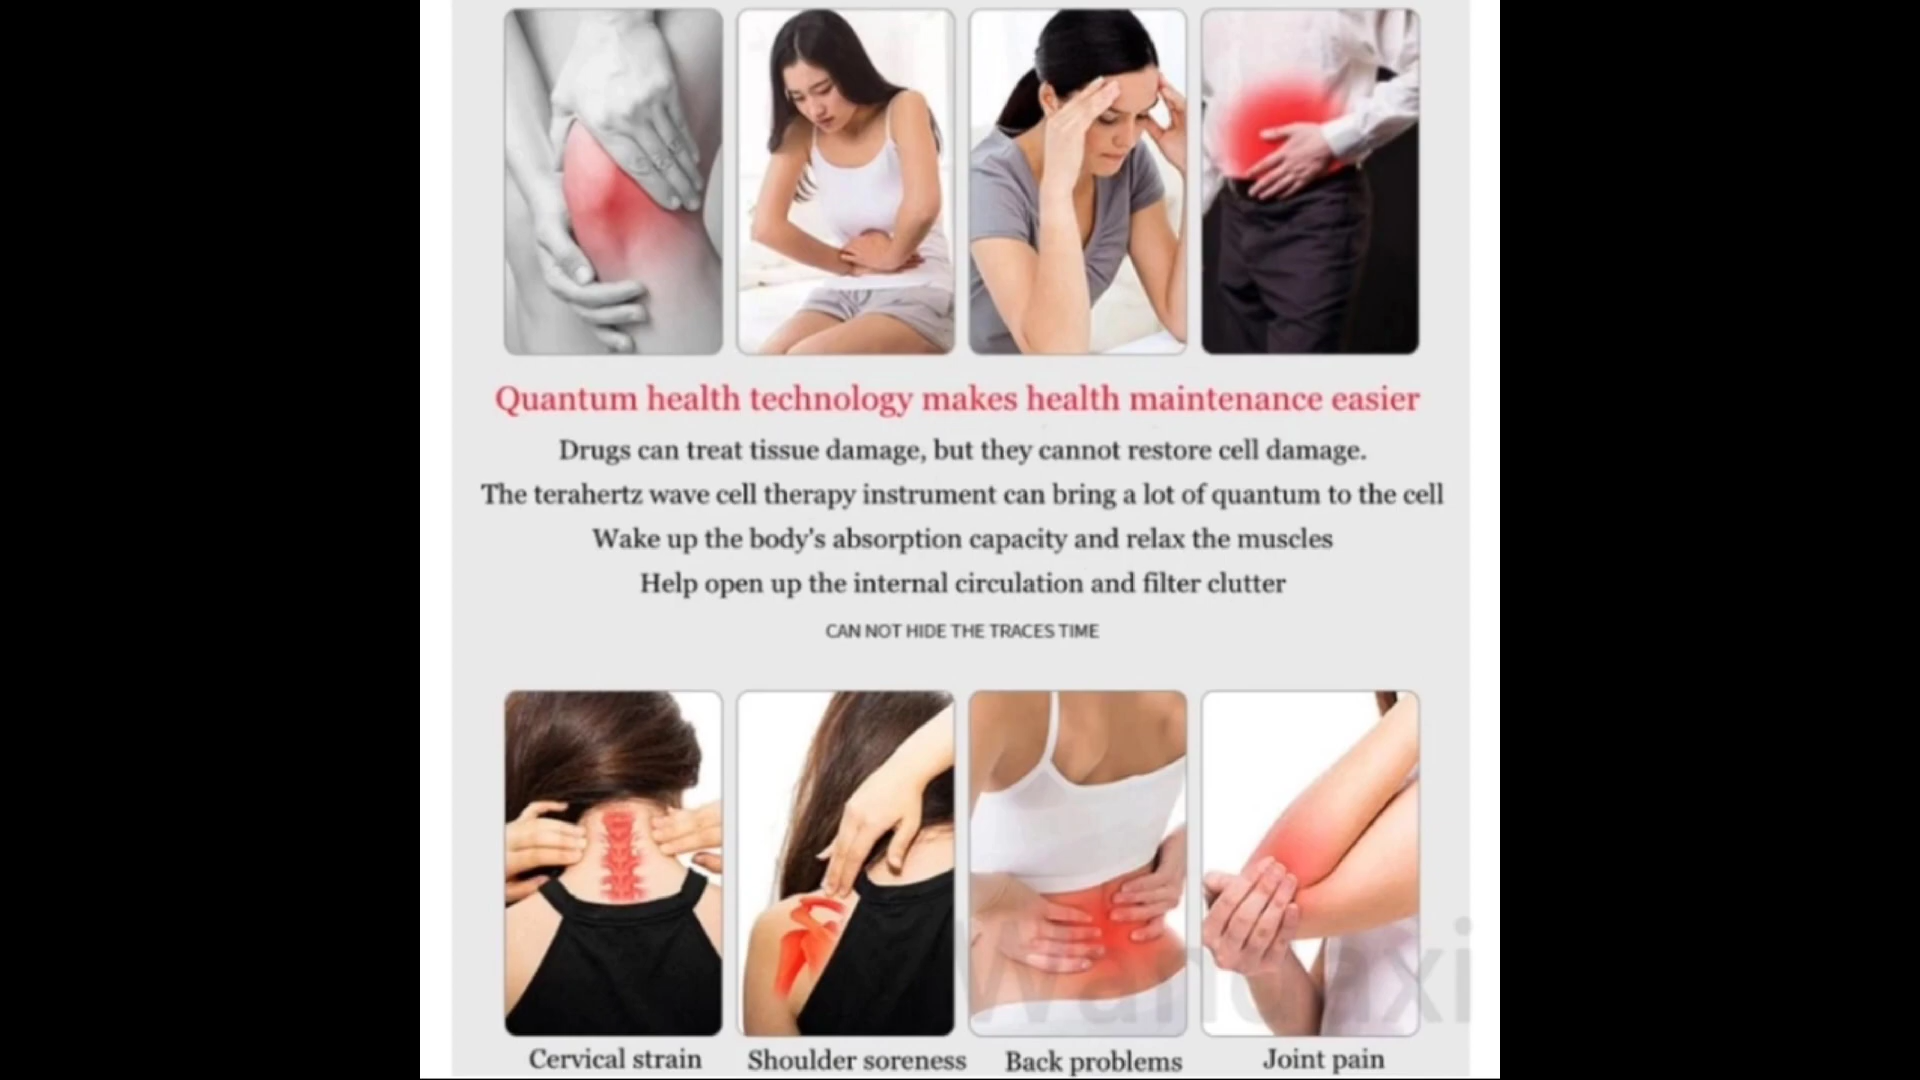 Quantum health technology makes health maintenance easier
Drugs can treat tissue damage, but they cannot restore cell damage.
The terahertz wave cell therapy instrument can bring a lot of quantum to the cell
Wake up the body's absorption capacity and relax the muscles
Help open up the internal circulation and filter clutter
CAN NOT HIDE THE TRACES TIME
Cervical strain Shoulder soreness Back problems Joint pain